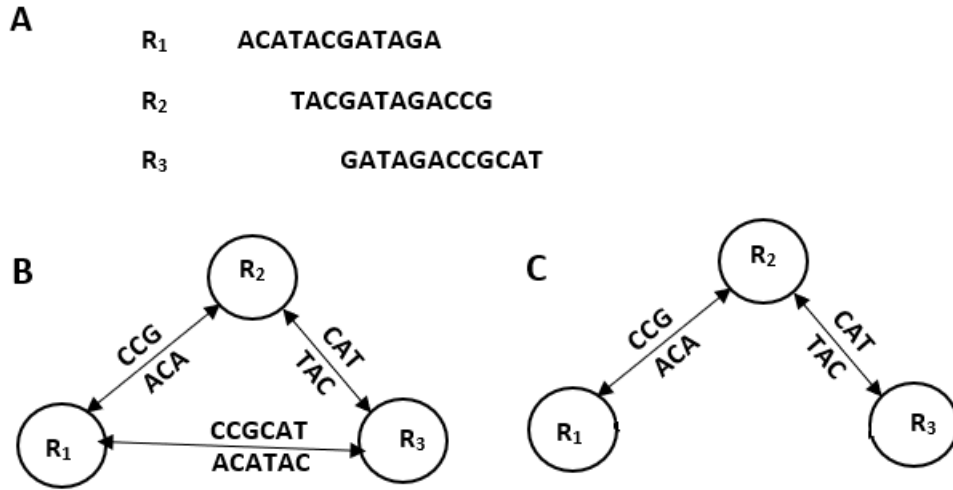 A
R₁ ACATACGATAGA
R₂ TACGATAGACCG
R₃ GATAGACCGCAT
B
R₂
CCG
ACA
CAT
TAC
R₁
CCGCAT
ACATAC
R₃
C
R₂
CCG
ACA
CAT
TAC
R₁
R₃